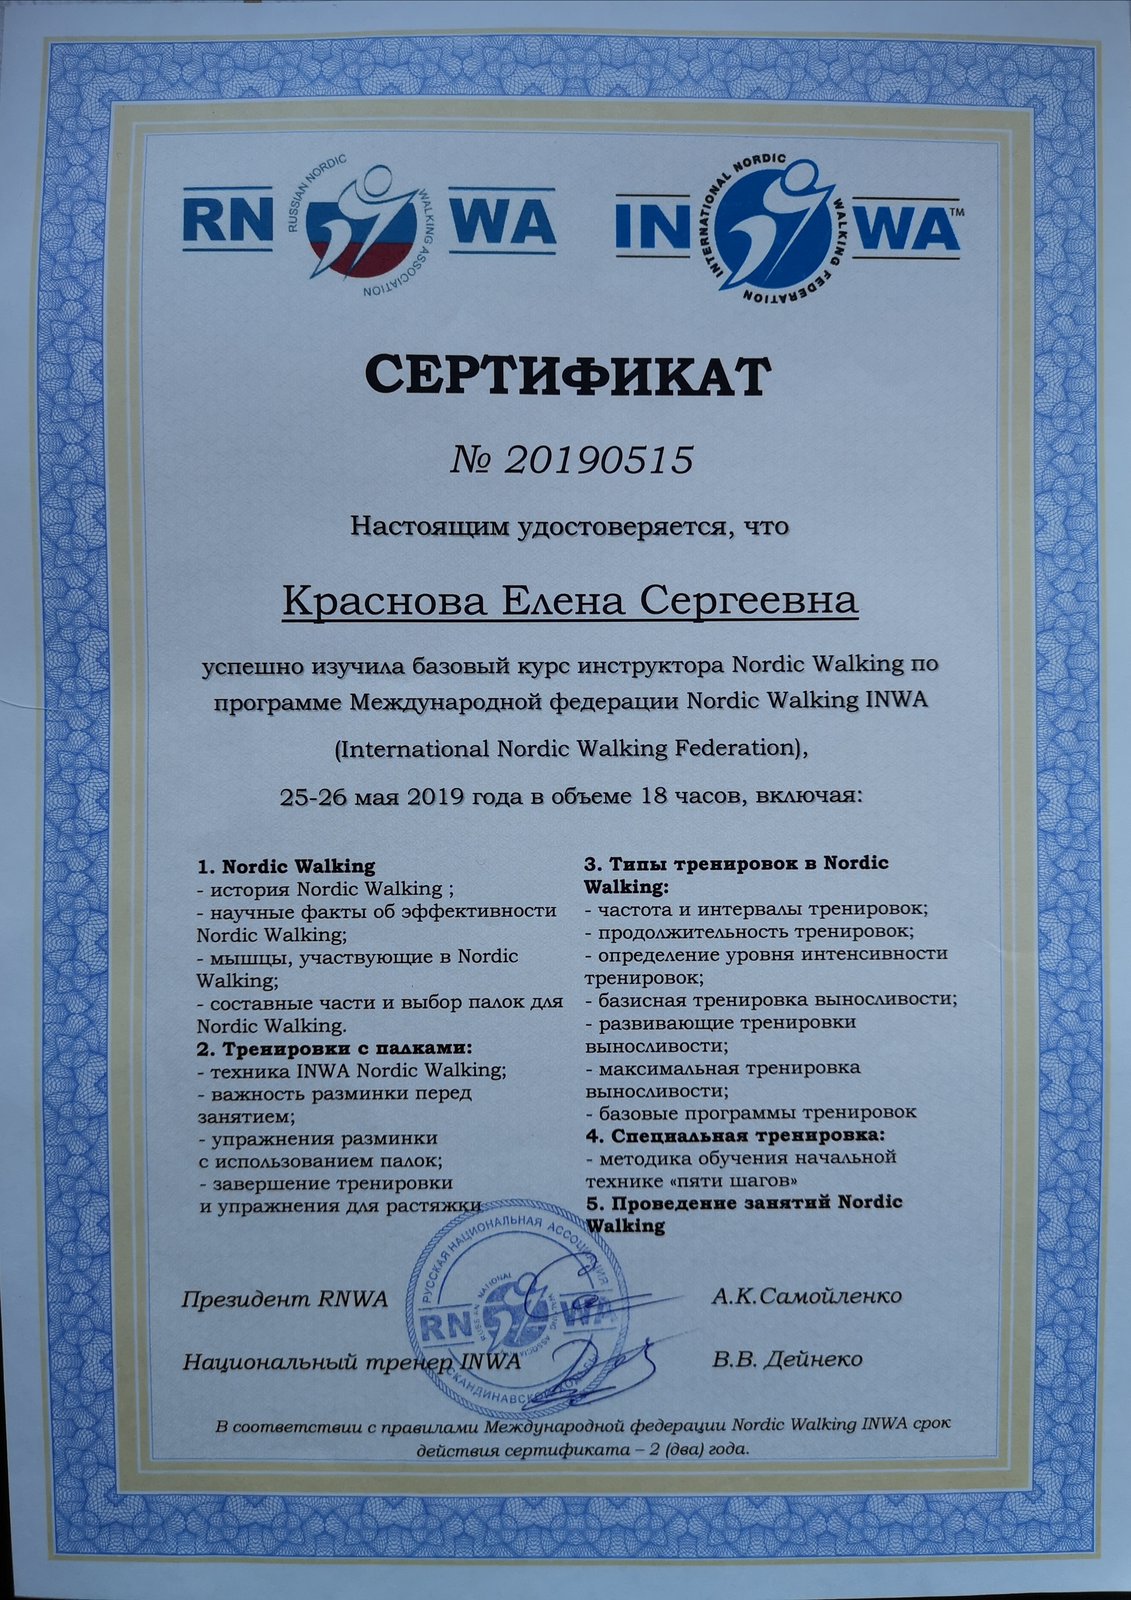 RN WA
RUSSIAN NORDIC WALKING ASSOCIATION
IN WA™
INTERNATIONAL NORDIC WALKING FEDERATION
СЕРТИФИКАТ
№ 20190515
Настоящим удостоверяется, что
Краснова Елена Сергеевна
успешно изучила базовый курс инструктора Nordic Walking по
программе Международной федерации Nordic Walking INWA
(International Nordic Walking Federation),
25-26 мая 2019 года в объеме 18 часов, включая:
1. Nordic Walking
- история Nordic Walking ;
- научные факты об эффективности
Nordic Walking;
- мышцы, участвующие в Nordic
Walking;
- составные части и выбор палок для
Nordic Walking.
2. Тренировки с палками:
- техника INWA Nordic Walking;
- важность разминки перед
занятием;
- упражнения разминки
с использованием палок;
- завершение тренировки
и упражнения для растяжки
3. Типы тренировок в Nordic
Walking:
- частота и интервалы тренировок;
- продолжительность тренировок;
- определение уровня интенсивности
тренировок;
- базисная тренировка выносливости;
- развивающие тренировки
выносливости;
- максимальная тренировка
выносливости;
- базовые программы тренировок
4. Специальная тренировка:
- методика обучения начальной
технике «пяти шагов»
5. Проведение занятий Nordic
Walking
РУССКАЯ НАЦИОНАЛЬНАЯ АССОЦИАЦИЯ
RN WA
Президент RNWA А.К.Самойленко
Национальный тренер INWA В.В. Дейнеко
В соответствии с правилами Международной федерации Nordic Walking INWA срок
действия сертификата – 2 (два) года.